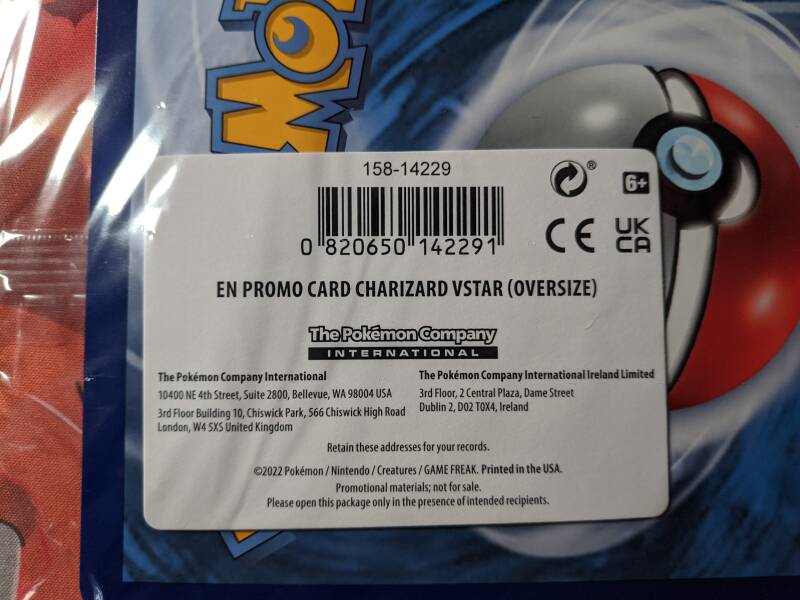 158-14229
0 820650 142291
6+
CE
UK
CA
EN PROMO CARD CHARIZARD VSTAR (OVERSIZE)
The Pokémon Company
INTERNATIONAL
The Pokémon Company International
10400 NE 4th Street, Suite 2800, Bellevue, WA 98004 USA
3rd Floor Building 10, Chiswick Park, 566 Chiswick High Road
London, W4 5XS United Kingdom
The Pokémon Company International Ireland Limited
3rd Floor, 2 Central Plaza, Dame Street
Dublin 2, D02 T0X4, Ireland
Retain these addresses for your records.
©2022 Pokémon / Nintendo / Creatures / GAME FREAK. Printed in the USA.
Promotional materials; not for sale.
Please open this package only in the presence of intended recipients.